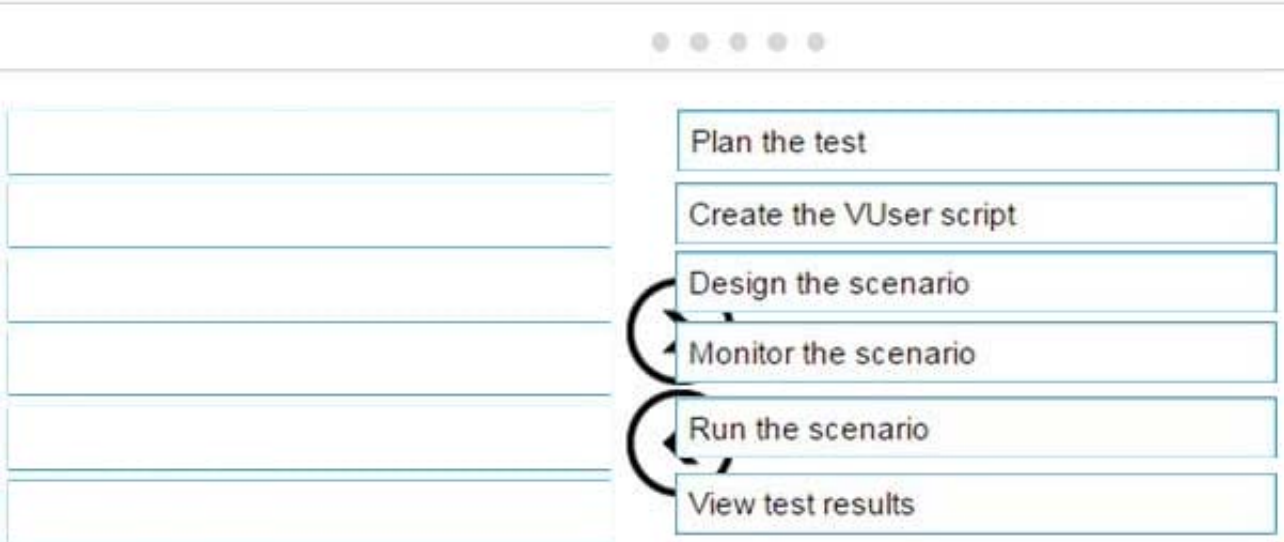 Plan the test
Create the VUser script
Design the scenario
Monitor the scenario
Run the scenario
View test results